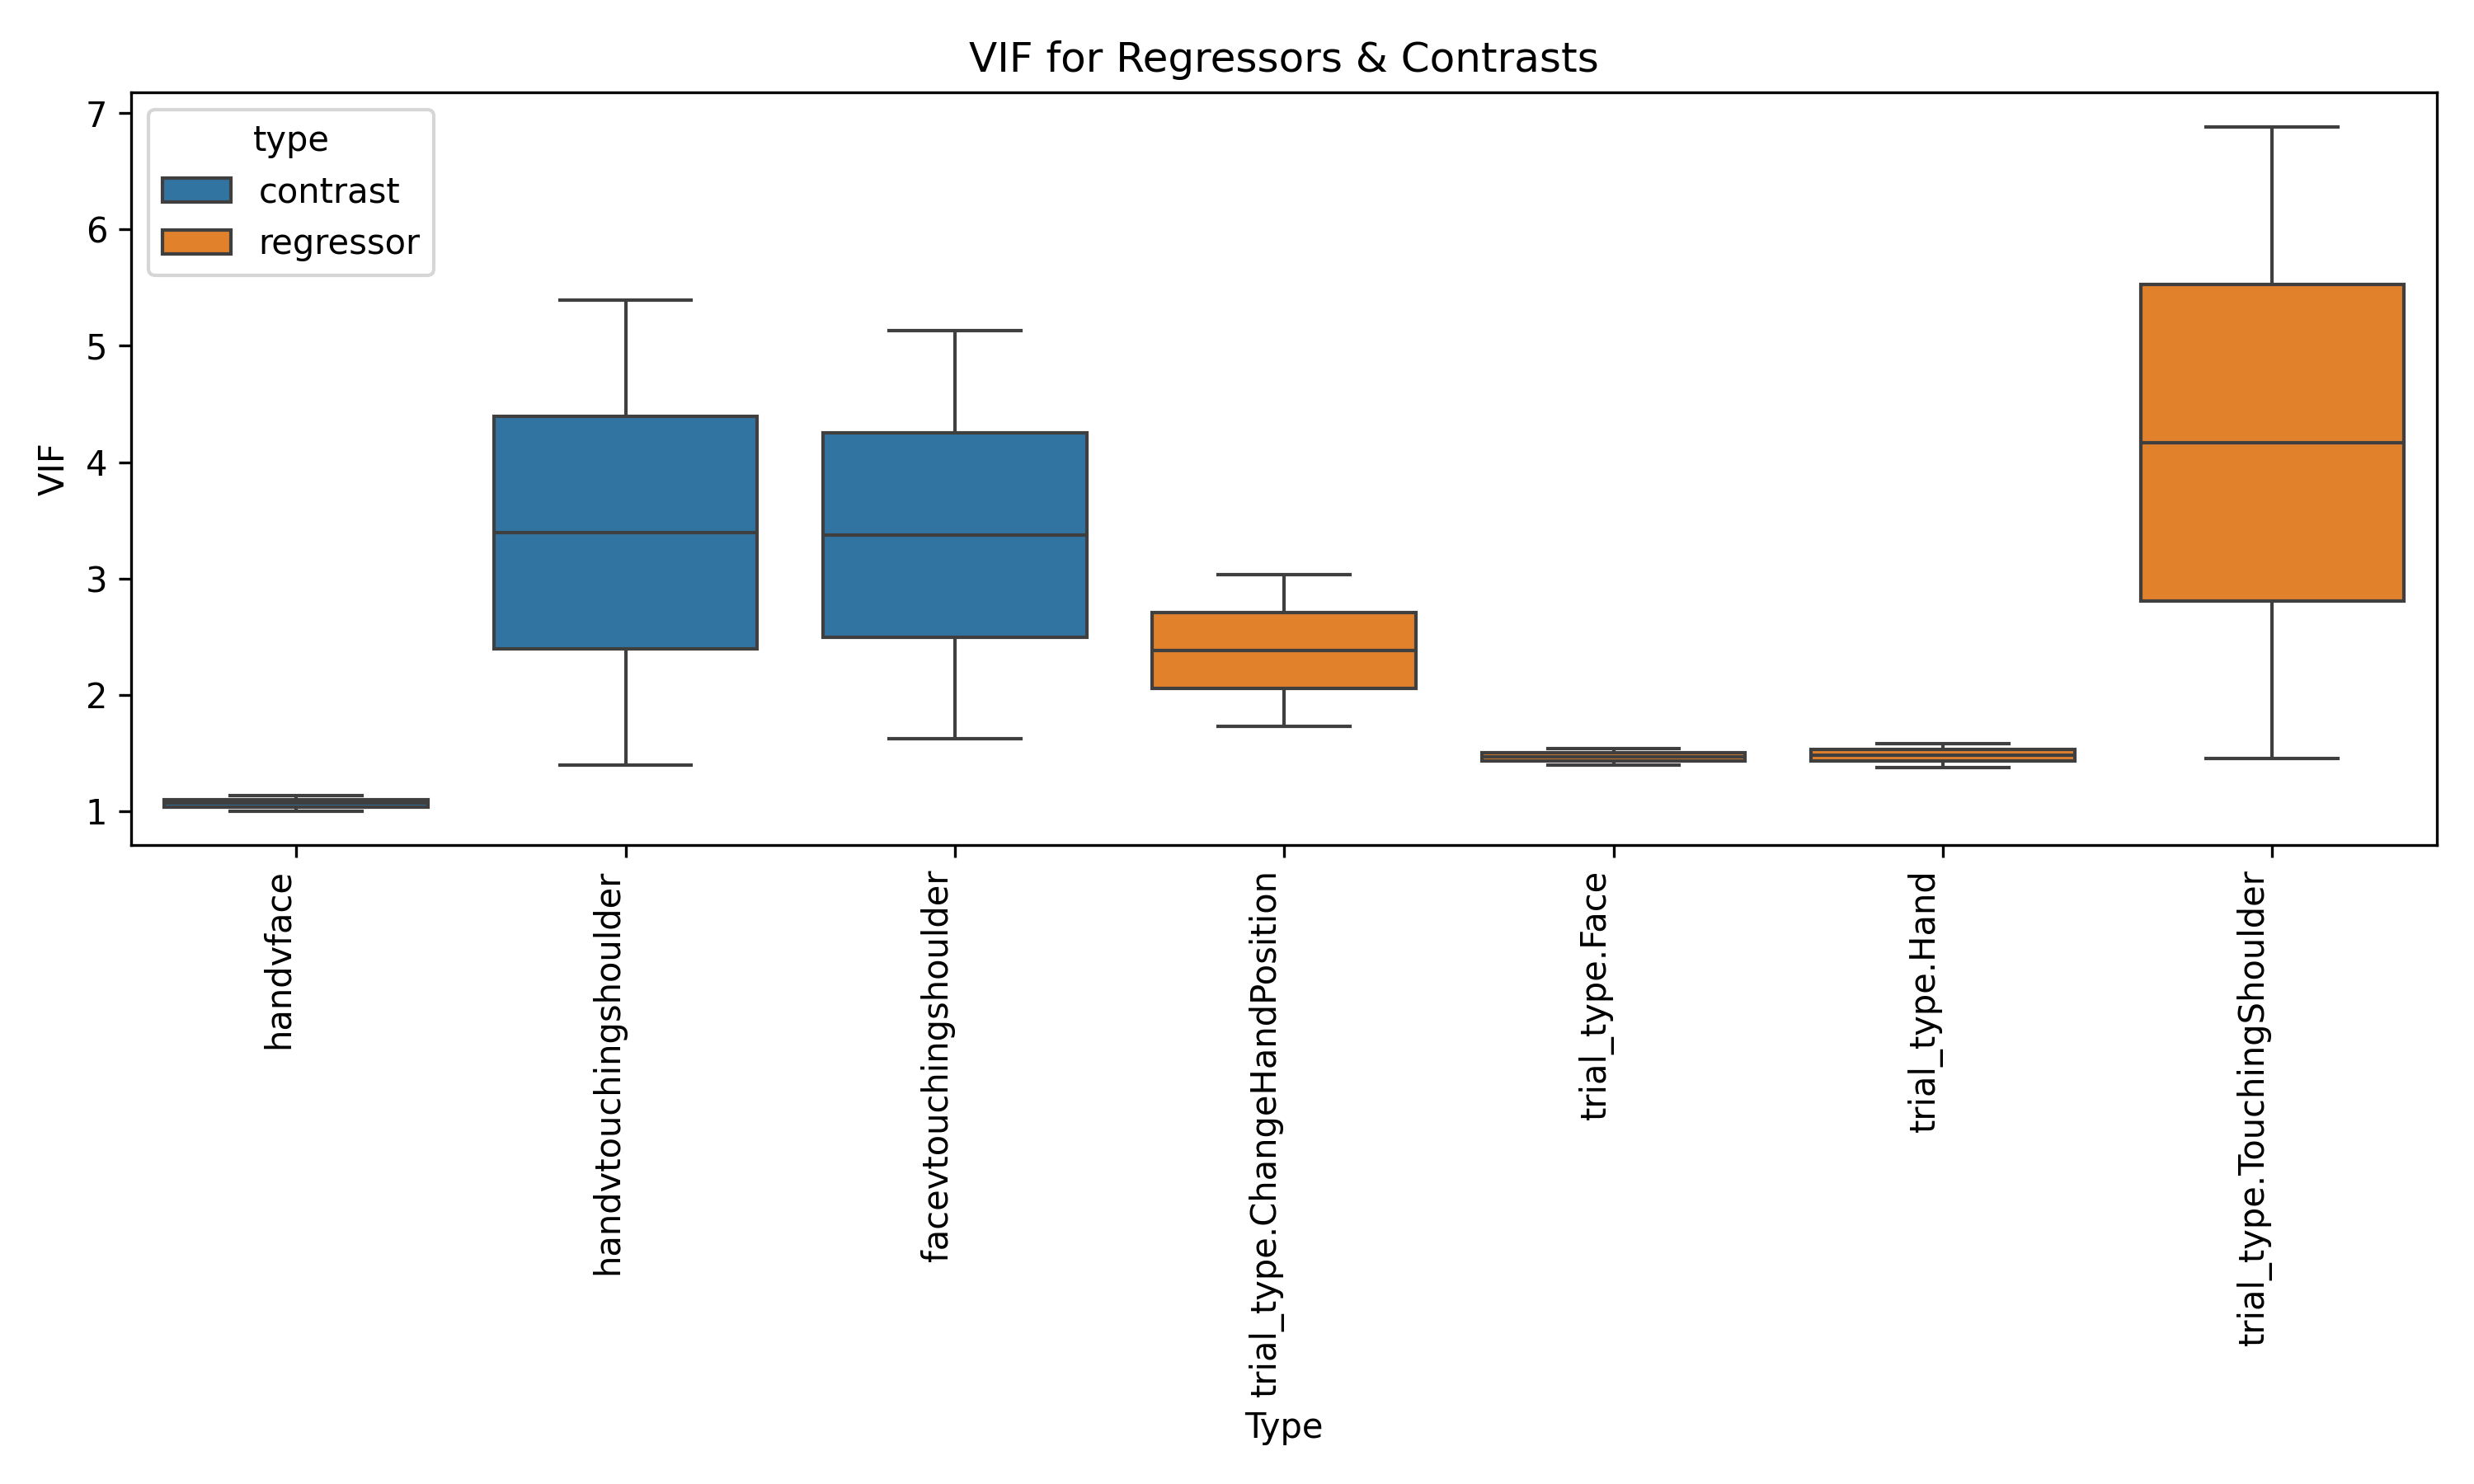 VIF for Regressors & Contrasts
type
contrast
regressor
VIF
7
6
5
4
3
2
1
handvface
handvtouchingshoulder
facevtouchingshoulder
trial_type.ChangeHandPosition
trial_type.Face
trial_type.Hand
trial_type.TouchingShoulder
Type